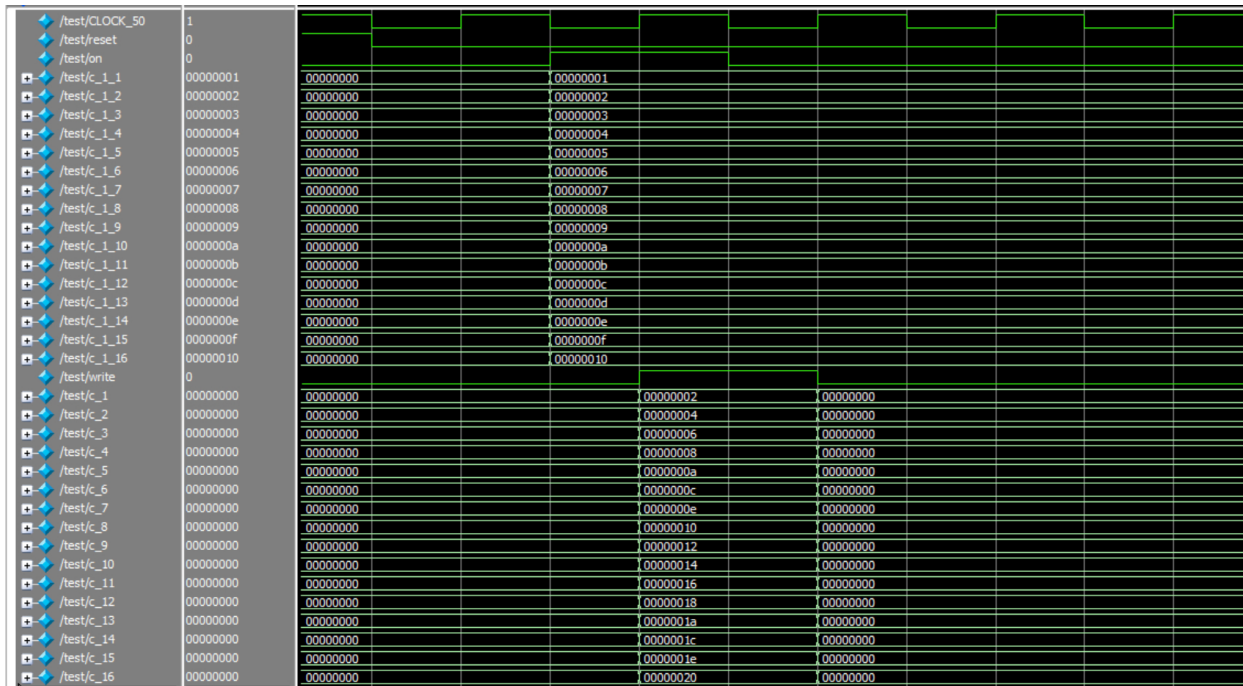 /test/CLOCK_50 1
/test/reset 0
/test/on 0
/test/c_1_1 00000001 00000000 00000001
/test/c_1_2 00000002 00000000 00000002
/test/c_1_3 00000003 00000000 00000003
/test/c_1_4 00000004 00000000 00000004
/test/c_1_5 00000005 00000000 00000005
/test/c_1_6 00000006 00000000 00000006
/test/c_1_7 00000007 00000000 00000007
/test/c_1_8 00000008 00000000 00000008
/test/c_1_9 00000009 00000000 00000009
/test/c_1_10 0000000a 00000000 0000000a
/test/c_1_11 0000000b 00000000 0000000b
/test/c_1_12 0000000c 00000000 0000000c
/test/c_1_13 0000000d 00000000 0000000d
/test/c_1_14 0000000e 00000000 0000000e
/test/c_1_15 0000000f 00000000 0000000f
/test/c_1_16 00000010 00000000 00000010
/test/write 0
/test/c_1 00000000 00000000 00000002 00000000
/test/c_2 00000000 00000000 00000004 00000000
/test/c_3 00000000 00000000 00000006 00000000
/test/c_4 00000000 00000000 00000008 00000000
/test/c_5 00000000 00000000 0000000a 00000000
/test/c_6 00000000 00000000 0000000c 00000000
/test/c_7 00000000 00000000 0000000e 00000000
/test/c_8 00000000 00000000 00000010 00000000
/test/c_9 00000000 00000000 00000012 00000000
/test/c_10 00000000 00000000 00000014 00000000
/test/c_11 00000000 00000000 00000016 00000000
/test/c_12 00000000 00000000 00000018 00000000
/test/c_13 00000000 00000000 0000001a 00000000
/test/c_14 00000000 00000000 0000001c 00000000
/test/c_15 00000000 00000000 0000001e 00000000
/test/c_16 00000000 00000000 00000020 00000000